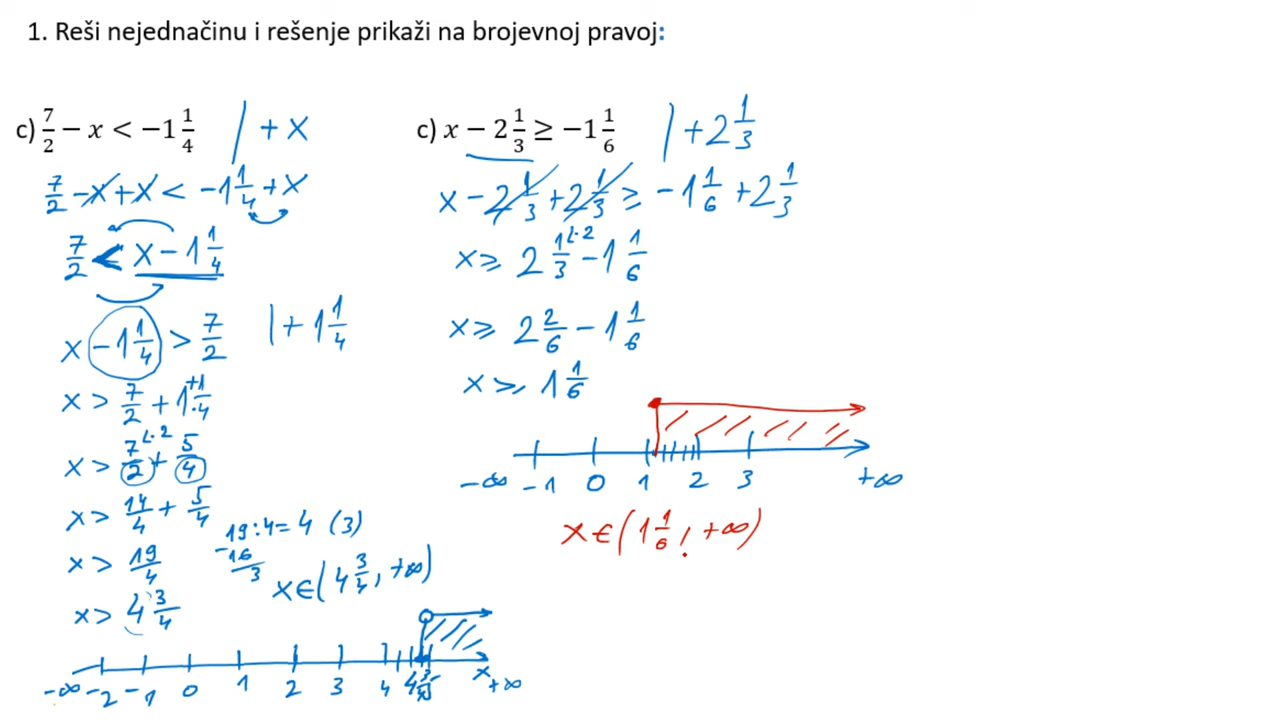 1. Reši nejednačinu i rešenje prikaži na brojevnoj pravoj:
c) 7/2 − x < −1 1/4 | + x
7/2 − x + x < −1 1/4 + x
7/2 < x − 1 1/4
x − 1 1/4 > 7/2 | + 1 1/4
x > 7/2 + 1 1/4
x > 7/2 + 5/4
x > 14/4 + 5/4
x > 19/4
19 : 4 = 4 (3)
−16
3
x > 4 3/4
x ∈ (4 3/4, +∞)
−∞ −2 −1 0 1 2 3 4 x +∞
c) x − 2 1/3 ≥ −1 1/6 | + 2 1/3
x − 2 1/3 + 2 1/3 ≥ −1 1/6 + 2 1/3
x ≥ 2 1/3 − 1 1/6
x ≥ 2 2/6 − 1 1/6
x ≥ 1 1/6
−∞ −1 0 1 2 3 +∞
x ∈ (1 1/6, +∞)